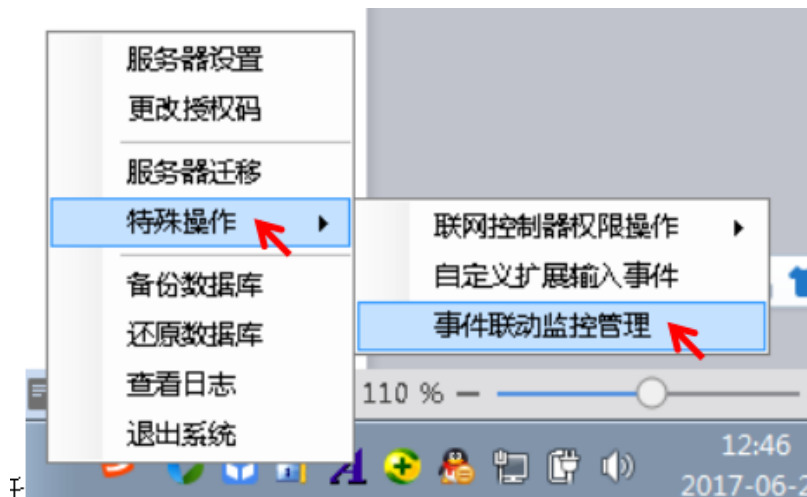 服务器设置
更改授权码
服务器迁移
特殊操作
备份数据库
还原数据库
查看日志
退出系统
联网控制器权限操作
自定义扩展输入事件
事件联动监控管理
110 %
12:46
2017-06-2